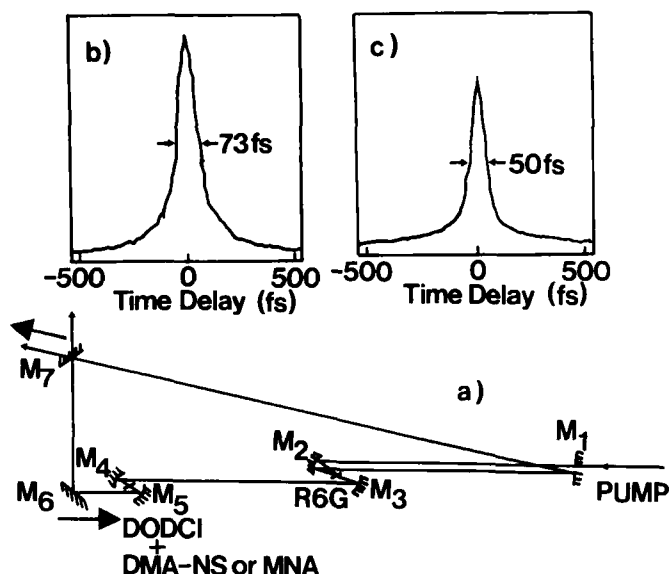 b)
73fs
-500 0 500
Time Delay (fs)
c)
50fs
-500 0 500
Time Delay (fs)
a)
M7
M4
M2
M1
M6
M5
R6G
M3
PUMP
DODCI
+
DMA-NS or MNA